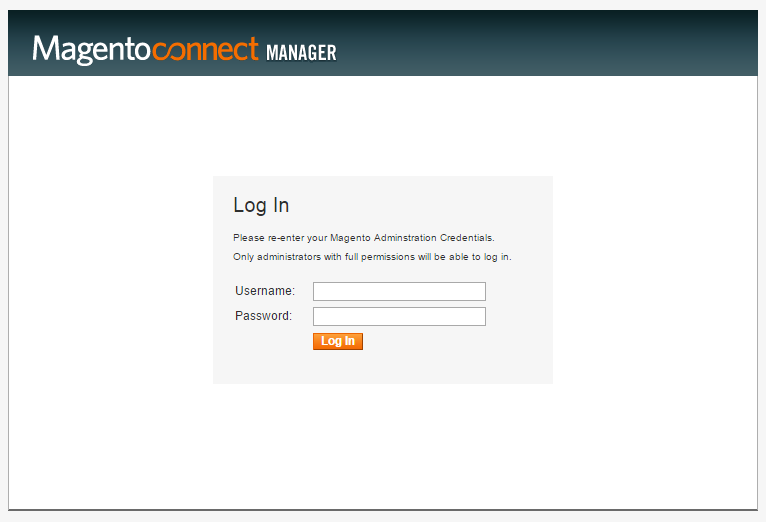 Magentoconnect MANAGER
Log In
Please re-enter your Magento Adminstration Credentials.
Only administrators with full permissions will be able to log in.
Username:
Password:
Log In